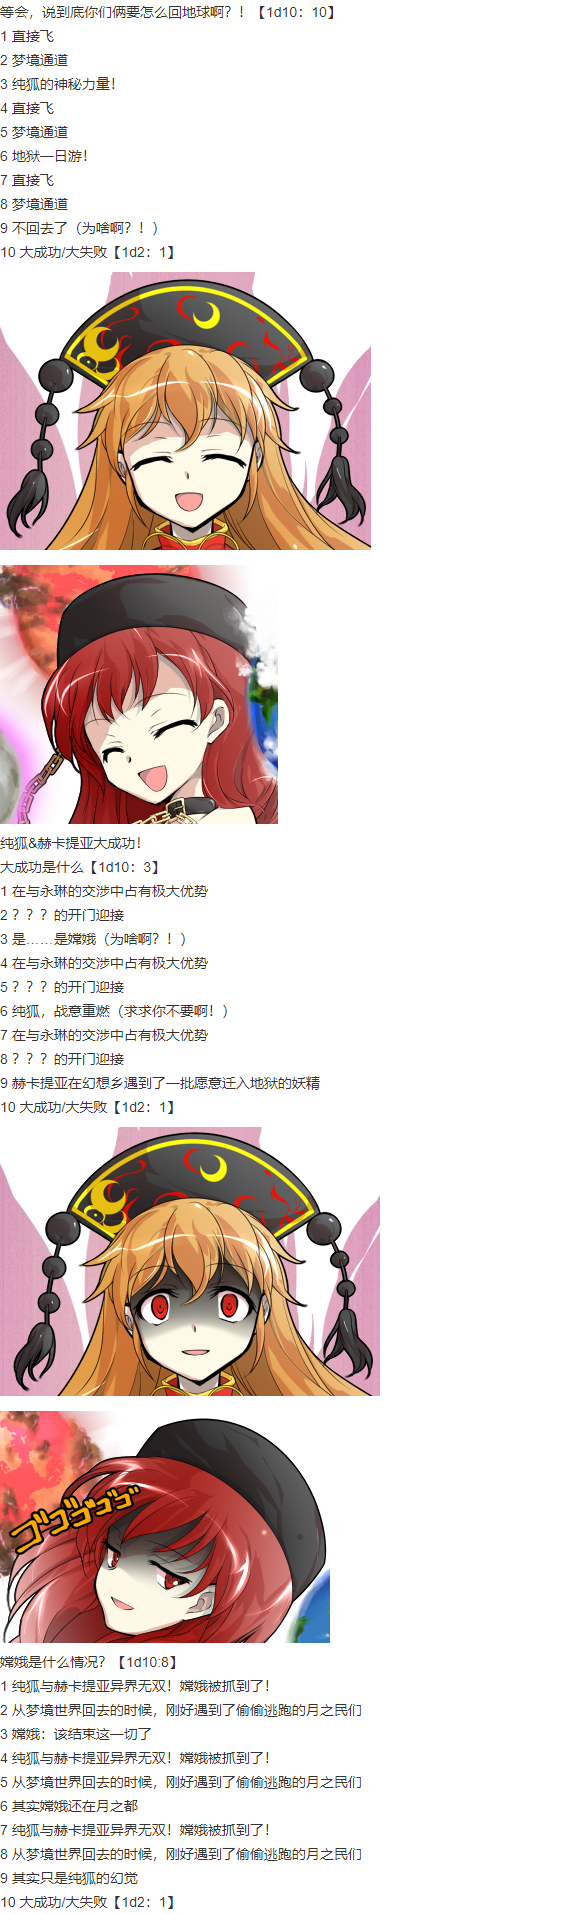 等会，说到底你们俩要怎么回地球啊？！【1d10：10】
1 直接飞
2 梦境通道
3 纯狐的神秘力量！
4 直接飞
5 梦境通道
6 地狱一日游！
7 直接飞
8 梦境通道
9 不回去了（为啥啊？！）
10 大成功/大失败【1d2：1】
纯狐&赫卡提亚大成功！
大成功是什么【1d10：3】
1 在与永琳的交涉中占有极大优势
2 ？？？的开门迎接
3 是……是嫦娥（为啥啊？！）
4 在与永琳的交涉中占有极大优势
5 ？？？的开门迎接
6 纯狐，战意重燃（求求你不要啊！）
7 在与永琳的交涉中占有极大优势
8 ？？？的开门迎接
9 赫卡提亚在幻想乡遇到了一批愿意迁入地狱的妖精
10 大成功/大失败【1d2：1】
ゴゴゴゴゴゴ
嫦娥是什么情况？【1d10:8】
1 纯狐与赫卡提亚异界无双！嫦娥被抓到了！
2 从梦境世界回去的时候，刚好遇到了偷偷逃跑的月之民们
3 嫦娥：该结束这一切了
4 纯狐与赫卡提亚异界无双！嫦娥被抓到了！
5 从梦境世界回去的时候，刚好遇到了偷偷逃跑的月之民们
6 其实嫦娥还在月之都
7 纯狐与赫卡提亚异界无双！嫦娥被抓到了！
8 从梦境世界回去的时候，刚好遇到了偷偷逃跑的月之民们
9 其实只是纯狐的幻觉
10 大成功/大失败【1d2：1】